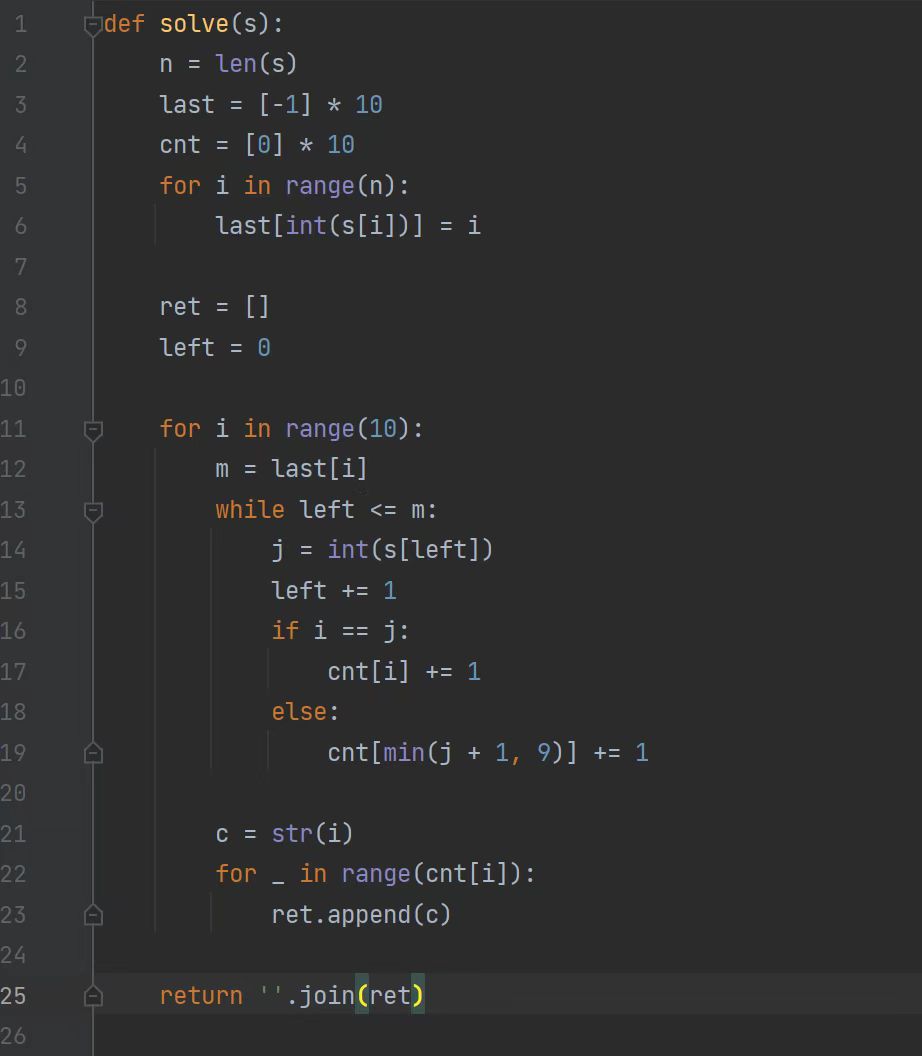 1 def solve(s):
2     n = len(s)
3     last = [-1] * 10
4     cnt = [0] * 10
5     for i in range(n):
6         last[int(s[i])] = i
7
8     ret = []
9     left = 0
10
11     for i in range(10):
12         m = last[i]
13         while left <= m:
14             j = int(s[left])
15             left += 1
16             if i == j:
17                 cnt[i] += 1
18             else:
19                 cnt[min(j + 1, 9)] += 1
20
21         c = str(i)
22         for _ in range(cnt[i]):
23             ret.append(c)
24
25     return ''.join(ret)
26